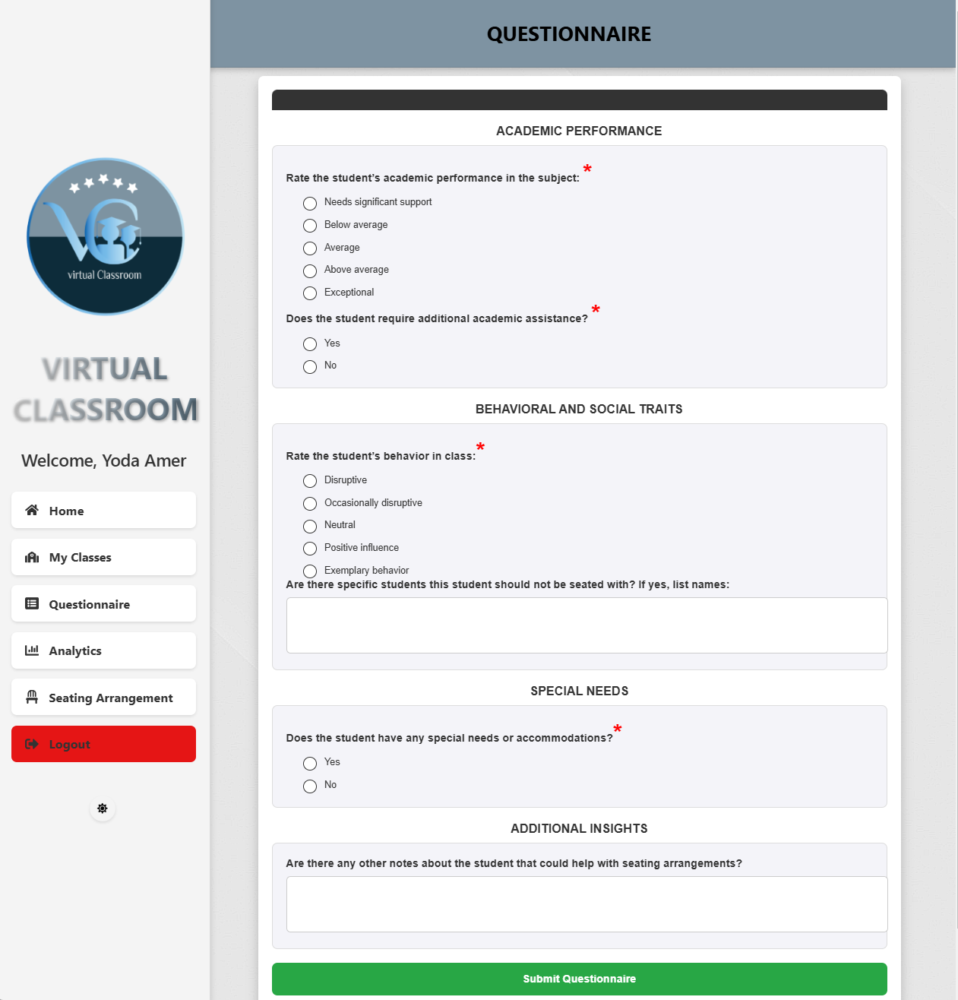 QUESTIONNAIRE
virtual Classroom
VIRTUAL
CLASSROOM
Welcome, Yoda Amer
Home
My Classes
Questionnaire
Analytics
Seating Arrangement
Logout
ACADEMIC PERFORMANCE
Rate the student’s academic performance in the subject: *
Needs significant support
Below average
Average
Above average
Exceptional
Does the student require additional academic assistance? *
Yes
No
BEHAVIORAL AND SOCIAL TRAITS
Rate the student’s behavior in class:*
Disruptive
Occasionally disruptive
Neutral
Positive influence
Exemplary behavior
Are there specific students this student should not be seated with? If yes, list names:
SPECIAL NEEDS
Does the student have any special needs or accommodations?*
Yes
No
ADDITIONAL INSIGHTS
Are there any other notes about the student that could help with seating arrangements?
Submit Questionnaire